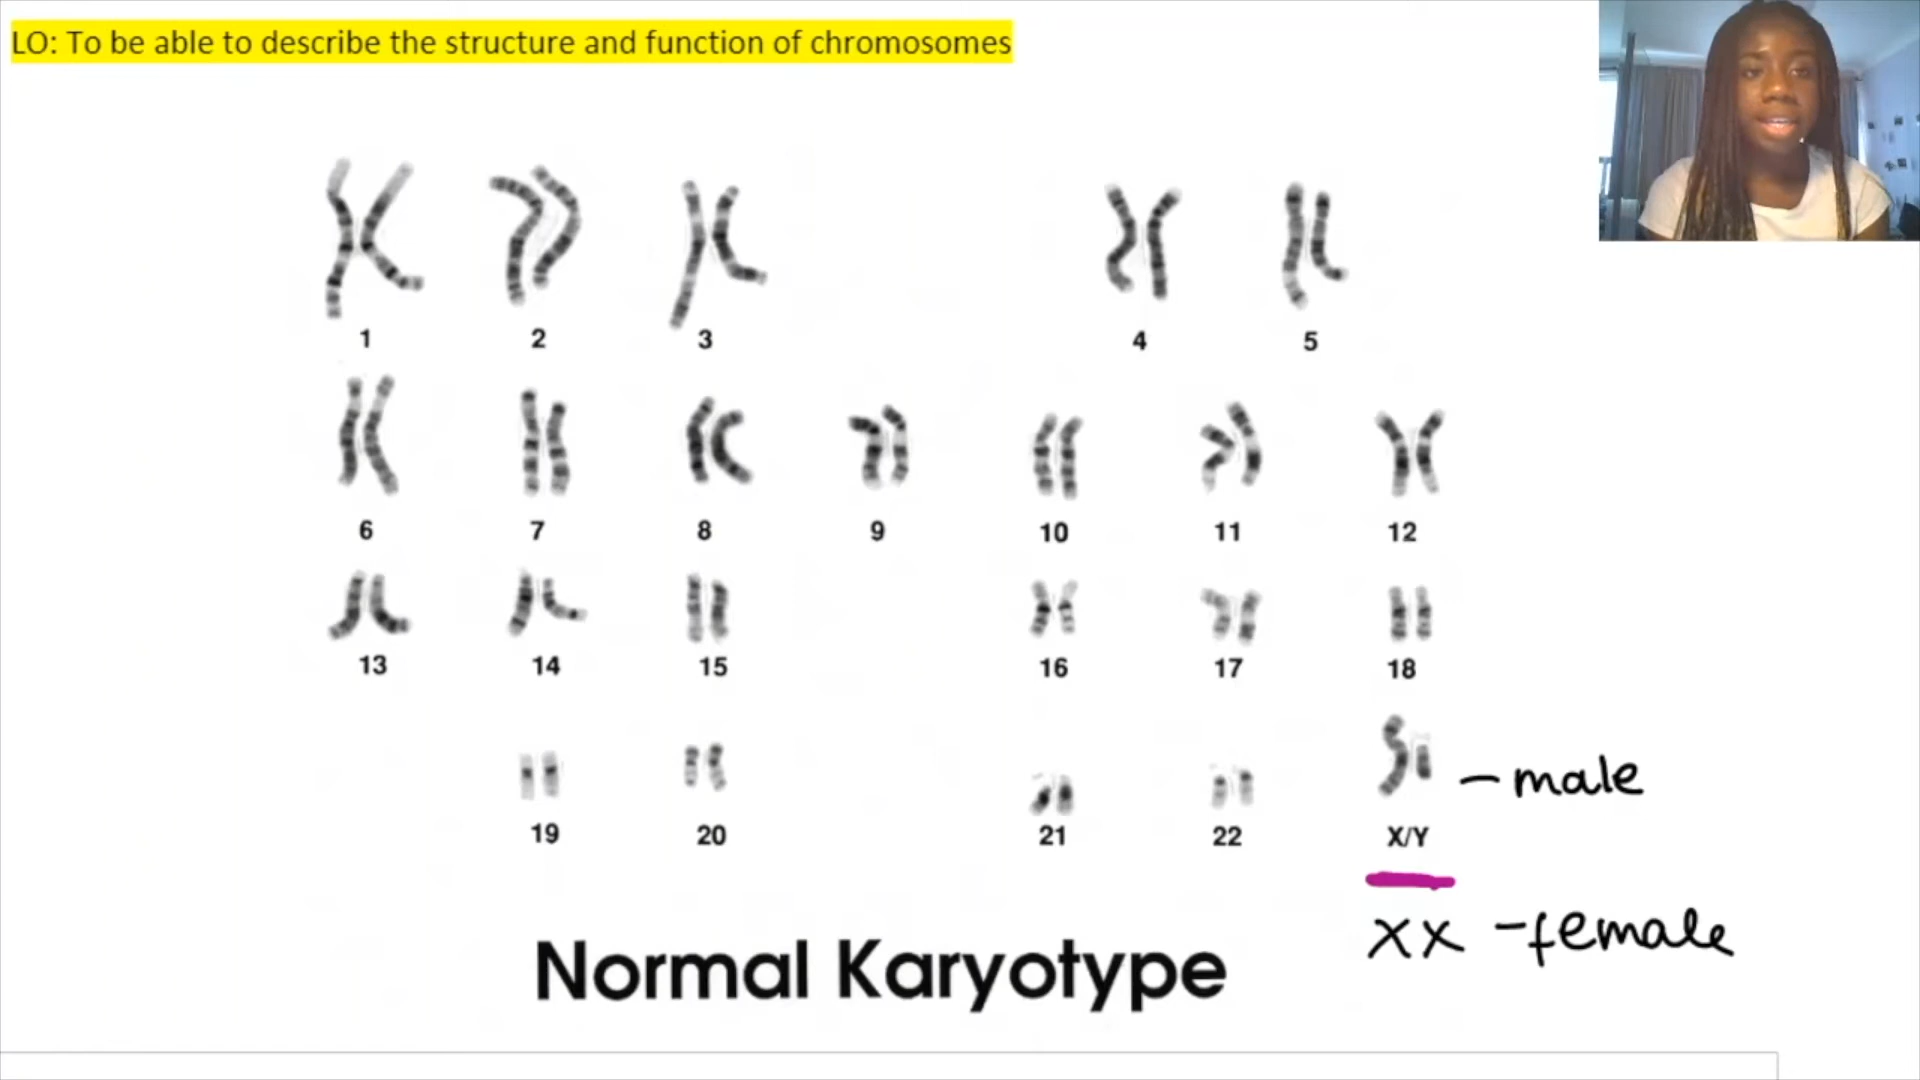 LO: To be able to describe the structure and function of chromosomes
1 2 3 4 5
6 7 8 9 10 11 12
13 14 15 16 17 18
- male
19 20 21 22 X/Y
XX - female
Normal Karyotype